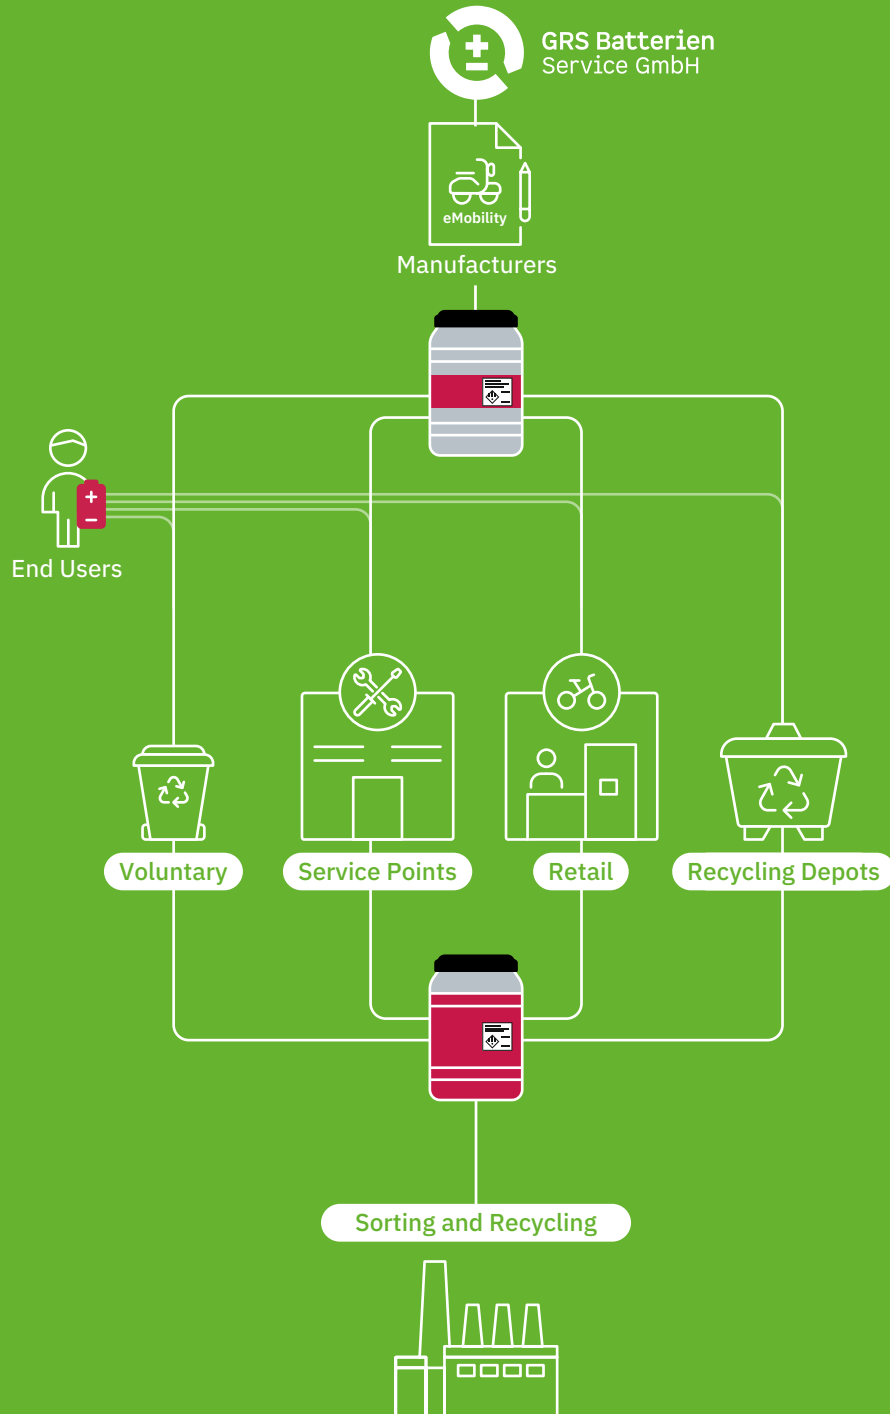 GRS Batterien
Service GmbH
eMobility
Manufacturers
End Users
Voluntary
Service Points
Retail
Recycling Depots
Sorting and Recycling